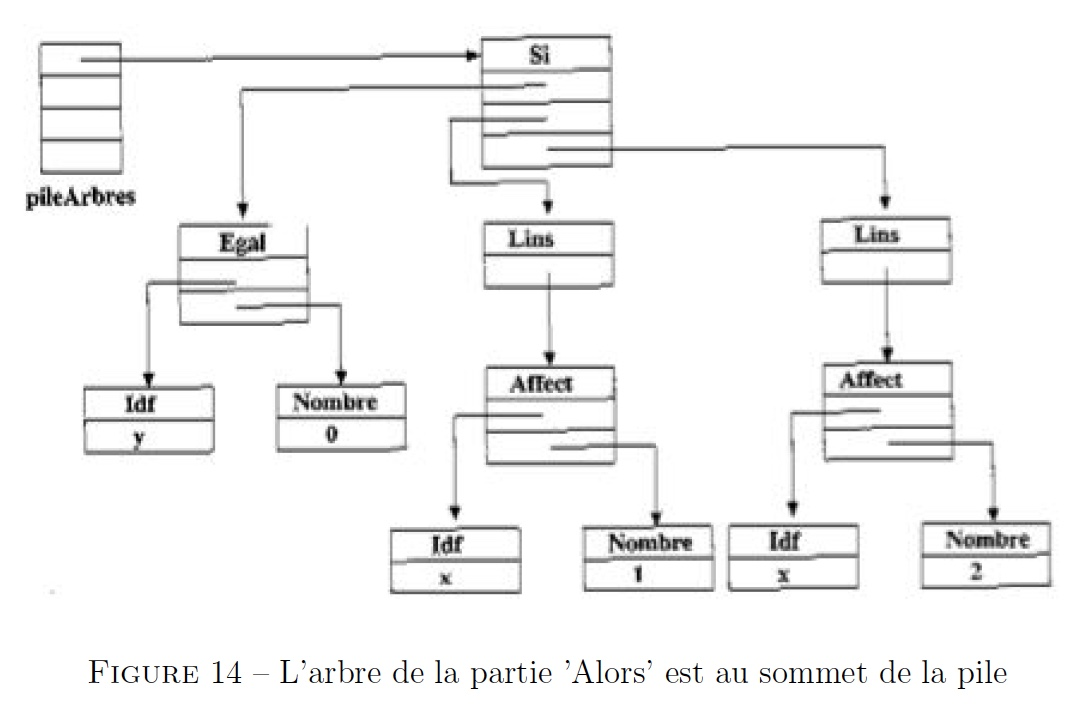 Si
pileArbres
Egal
Lins
Lins
Idf
y
Nombre
0
Affect
Affect
Idf
x
Nombre
1
Idf
x
Nombre
2
FIGURE 14 – L'arbre de la partie 'Alors' est au sommet de la pile